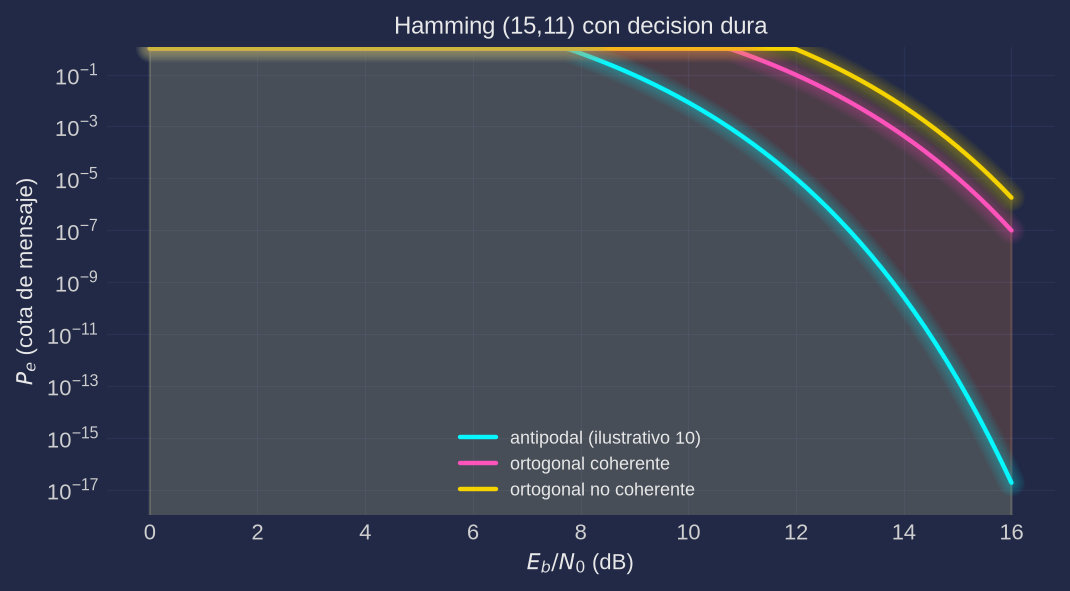 Hamming (15,11) con decision dura
P_e (cota de mensaje)
10^−1
10^−3
10^−5
10^−7
10^−9
10^−11
10^−13
10^−15
10^−17
antipodal (ilustrativo 10)
ortogonal coherente
ortogonal no coherente
0 2 4 6 8 10 12 14 16
E_b/N_0 (dB)